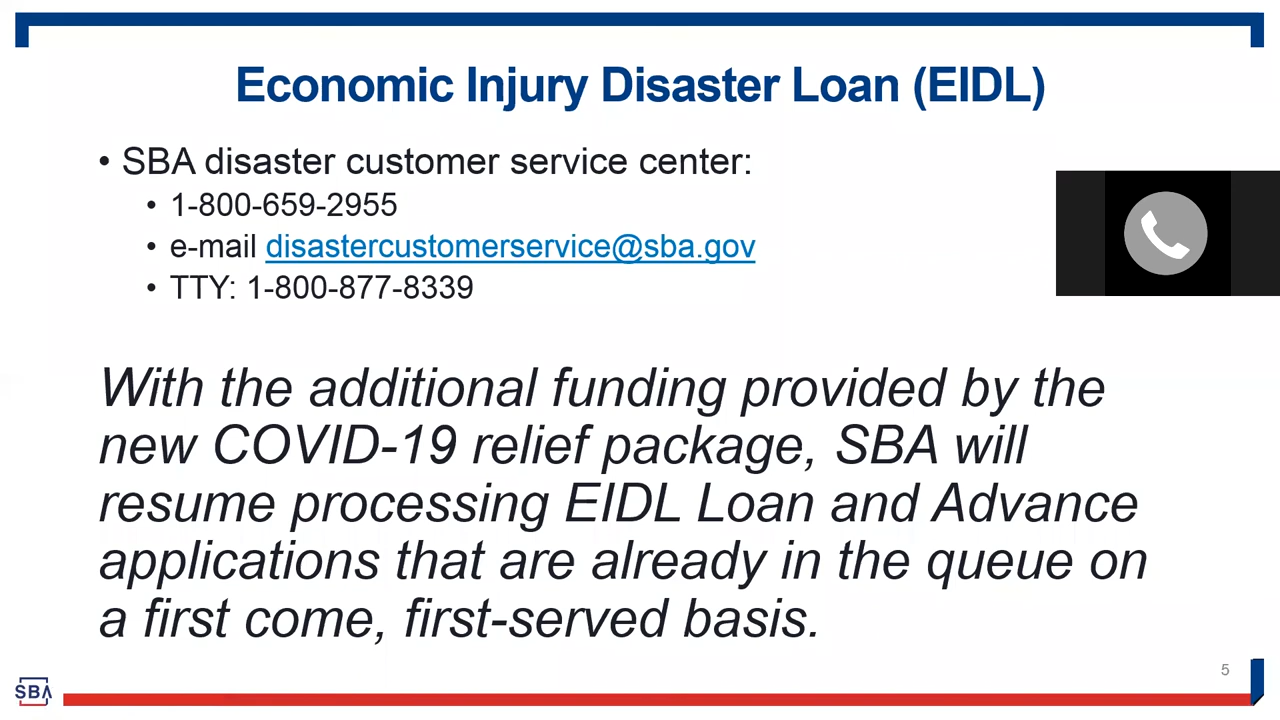 Economic Injury Disaster Loan (EIDL)
• SBA disaster customer service center:
• 1-800-659-2955
• e-mail disastercustomerservice@sba.gov
• TTY: 1-800-877-8339
With the additional funding provided by the
new COVID-19 relief package, SBA will
resume processing EIDL Loan and Advance
applications that are already in the queue on
a first come, first-served basis.
5
SBA